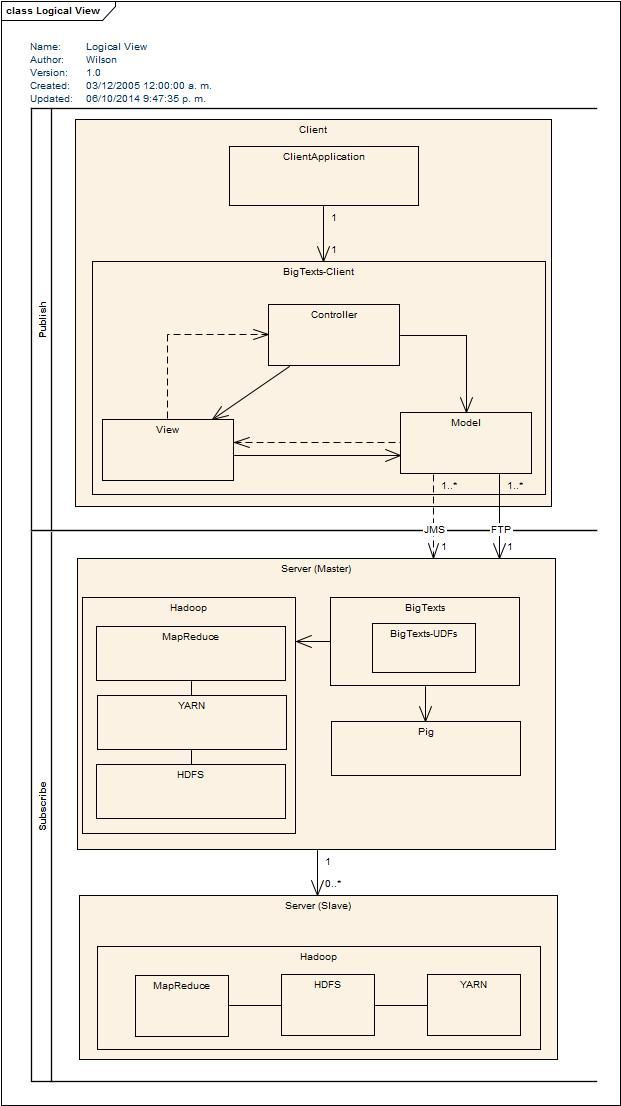 class Logical View
Name: Logical View
Author: Wilson
Version: 1.0
Created: 03/12/2005 12:00:00 a. m.
Updated: 06/10/2014 9:47:35 p. m.
Publish
Client
ClientApplication
1
1
BigTexts-Client
Controller
View
Model
1..*
1..*
JMS
FTP
1
1
Subscribe
Server (Master)
Hadoop
MapReduce
YARN
HDFS
BigTexts
BigTexts-UDFs
Pig
1
0..*
Server (Slave)
Hadoop
MapReduce
HDFS
YARN